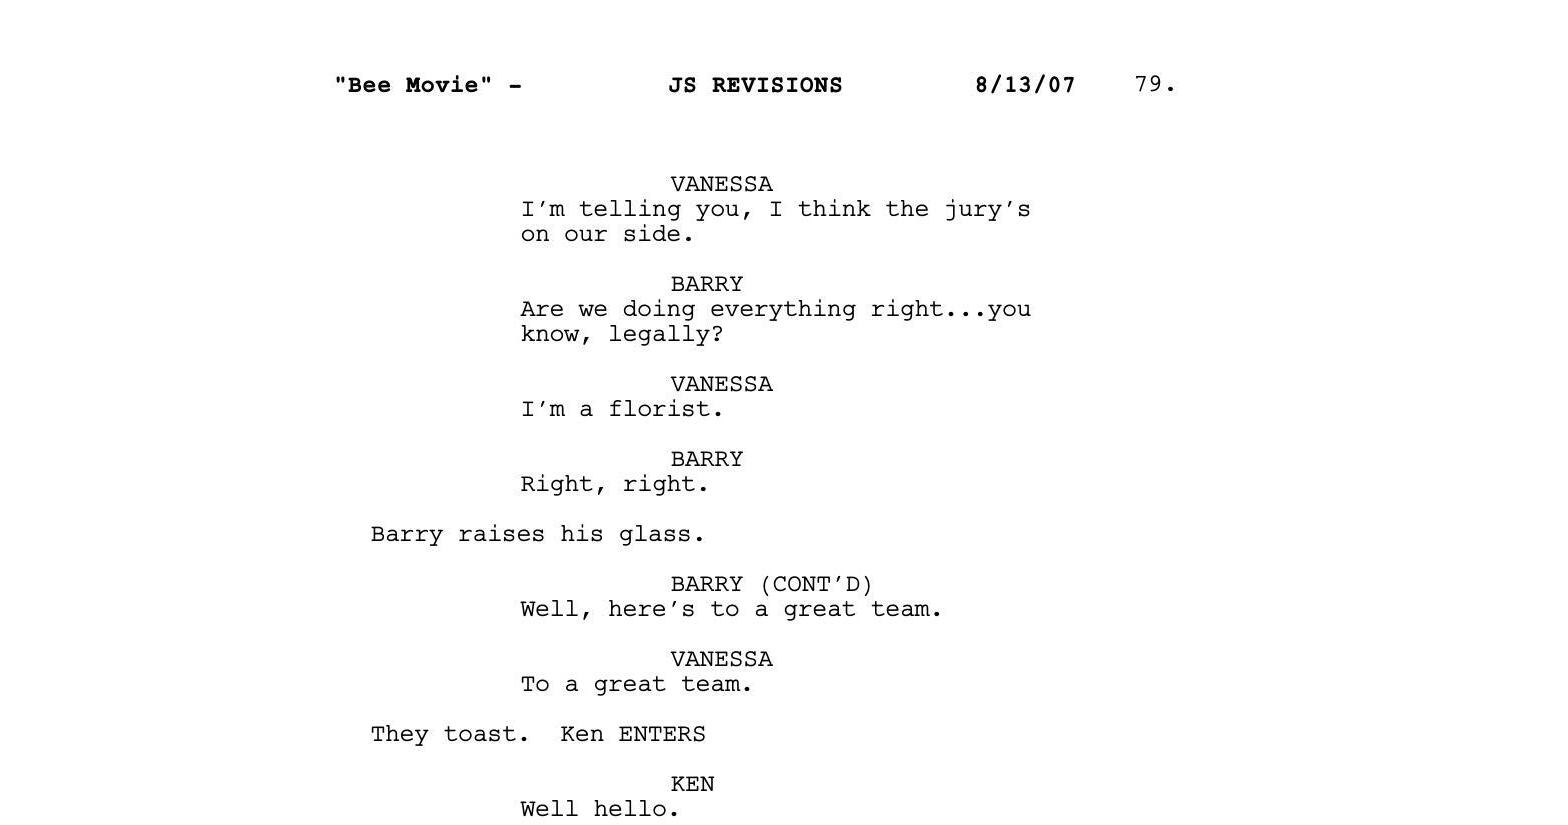 "Bee Movie" - JS REVISIONS 8/13/07 79.
VANESSA
I'm telling you, I think the jury's
on our side.
BARRY
Are we doing everything right...you
know, legally?
VANESSA
I'm a florist.
BARRY
Right, right.
Barry raises his glass.
BARRY (CONT'D)
Well, here's to a great team.
VANESSA
To a great team.
They toast.  Ken ENTERS
KEN
Well hello.